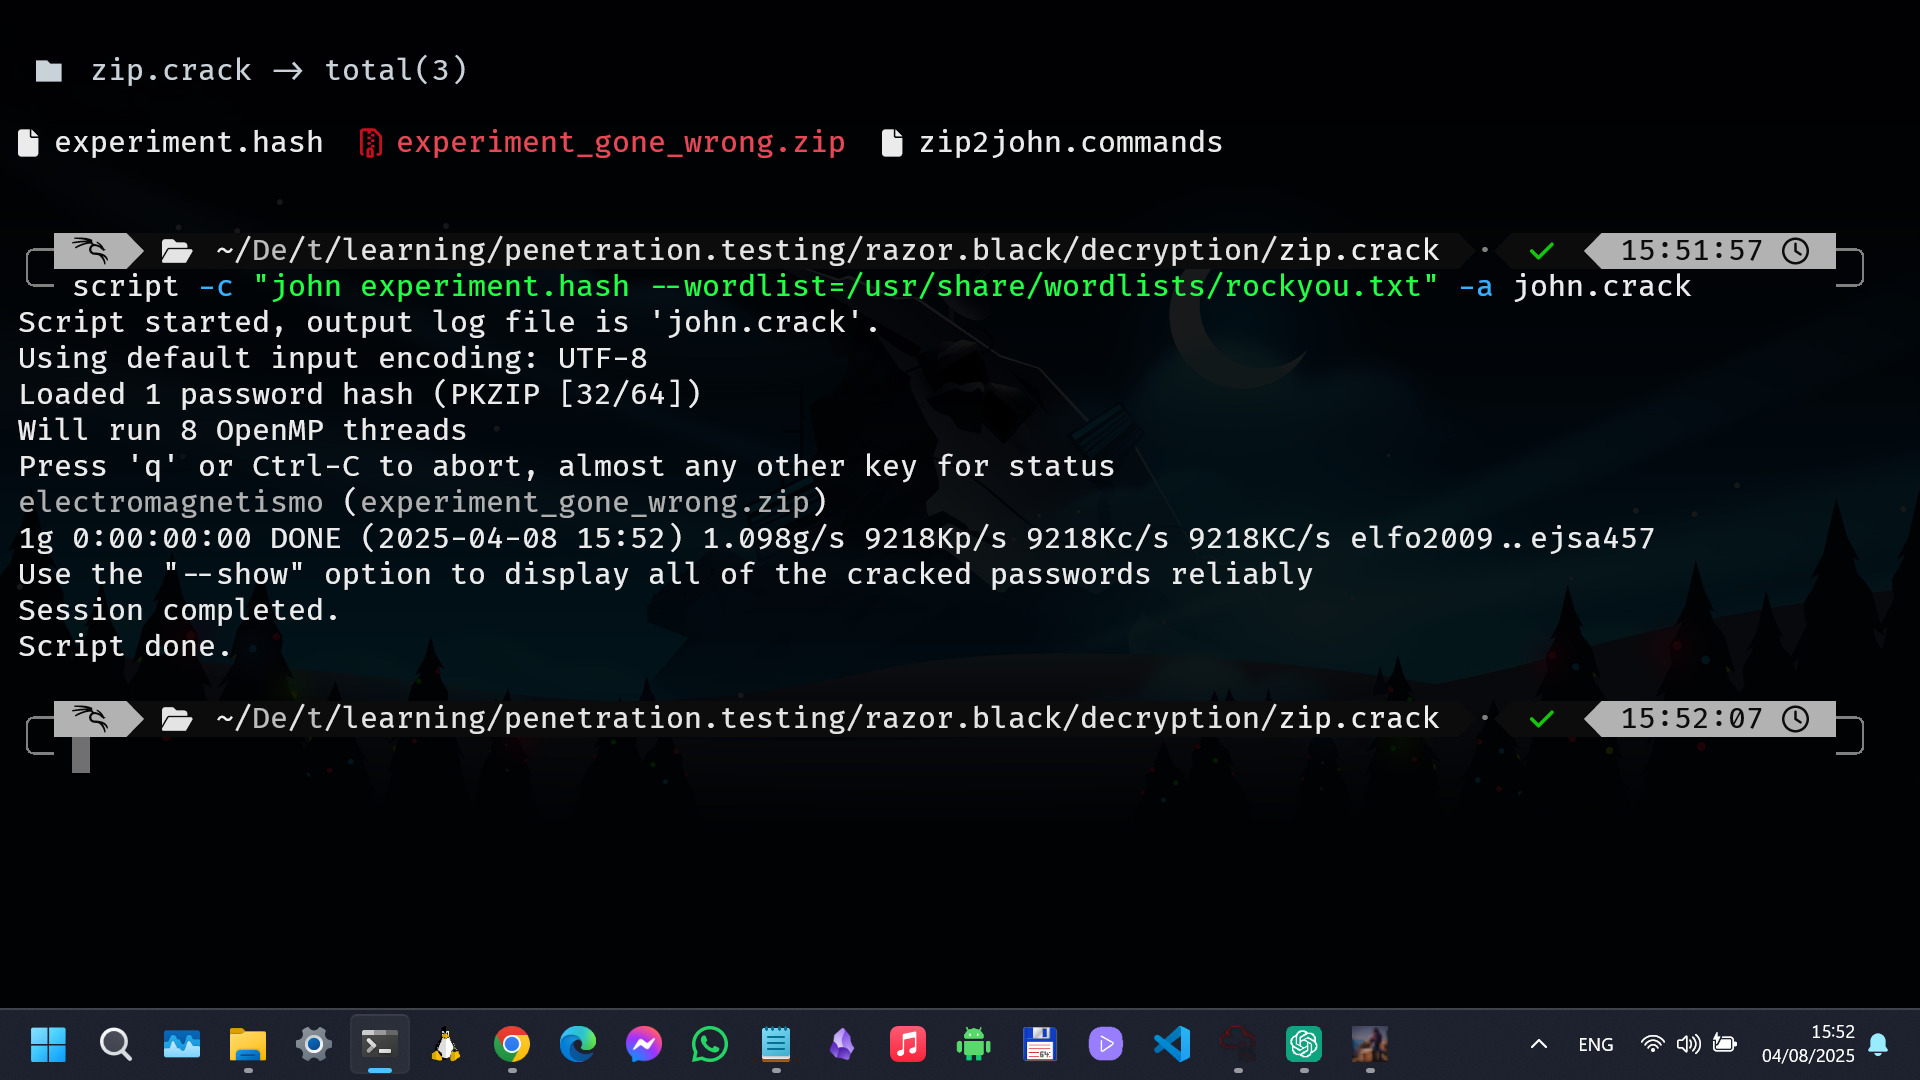 zip.crack → total(3)
experiment.hash experiment_gone_wrong.zip zip2john.commands
~/De/t/learning/penetration.testing/razor.black/decryption/zip.crack 15:51:57
script -c "john experiment.hash --wordlist=/usr/share/wordlists/rockyou.txt" -a john.crack
Script started, output log file is 'john.crack'.
Using default input encoding: UTF-8
Loaded 1 password hash (PKZIP [32/64])
Will run 8 OpenMP threads
Press 'q' or Ctrl-C to abort, almost any other key for status
electromagnetismo (experiment_gone_wrong.zip)
1g 0:00:00:00 DONE (2025-04-08 15:52) 1.098g/s 9218Kp/s 9218Kc/s 9218KC/s elfo2009..ejsa457
Use the "--show" option to display all of the cracked passwords reliably
Session completed.
Script done.
~/De/t/learning/penetration.testing/razor.black/decryption/zip.crack 15:52:07
ENG 15:52
04/08/2025